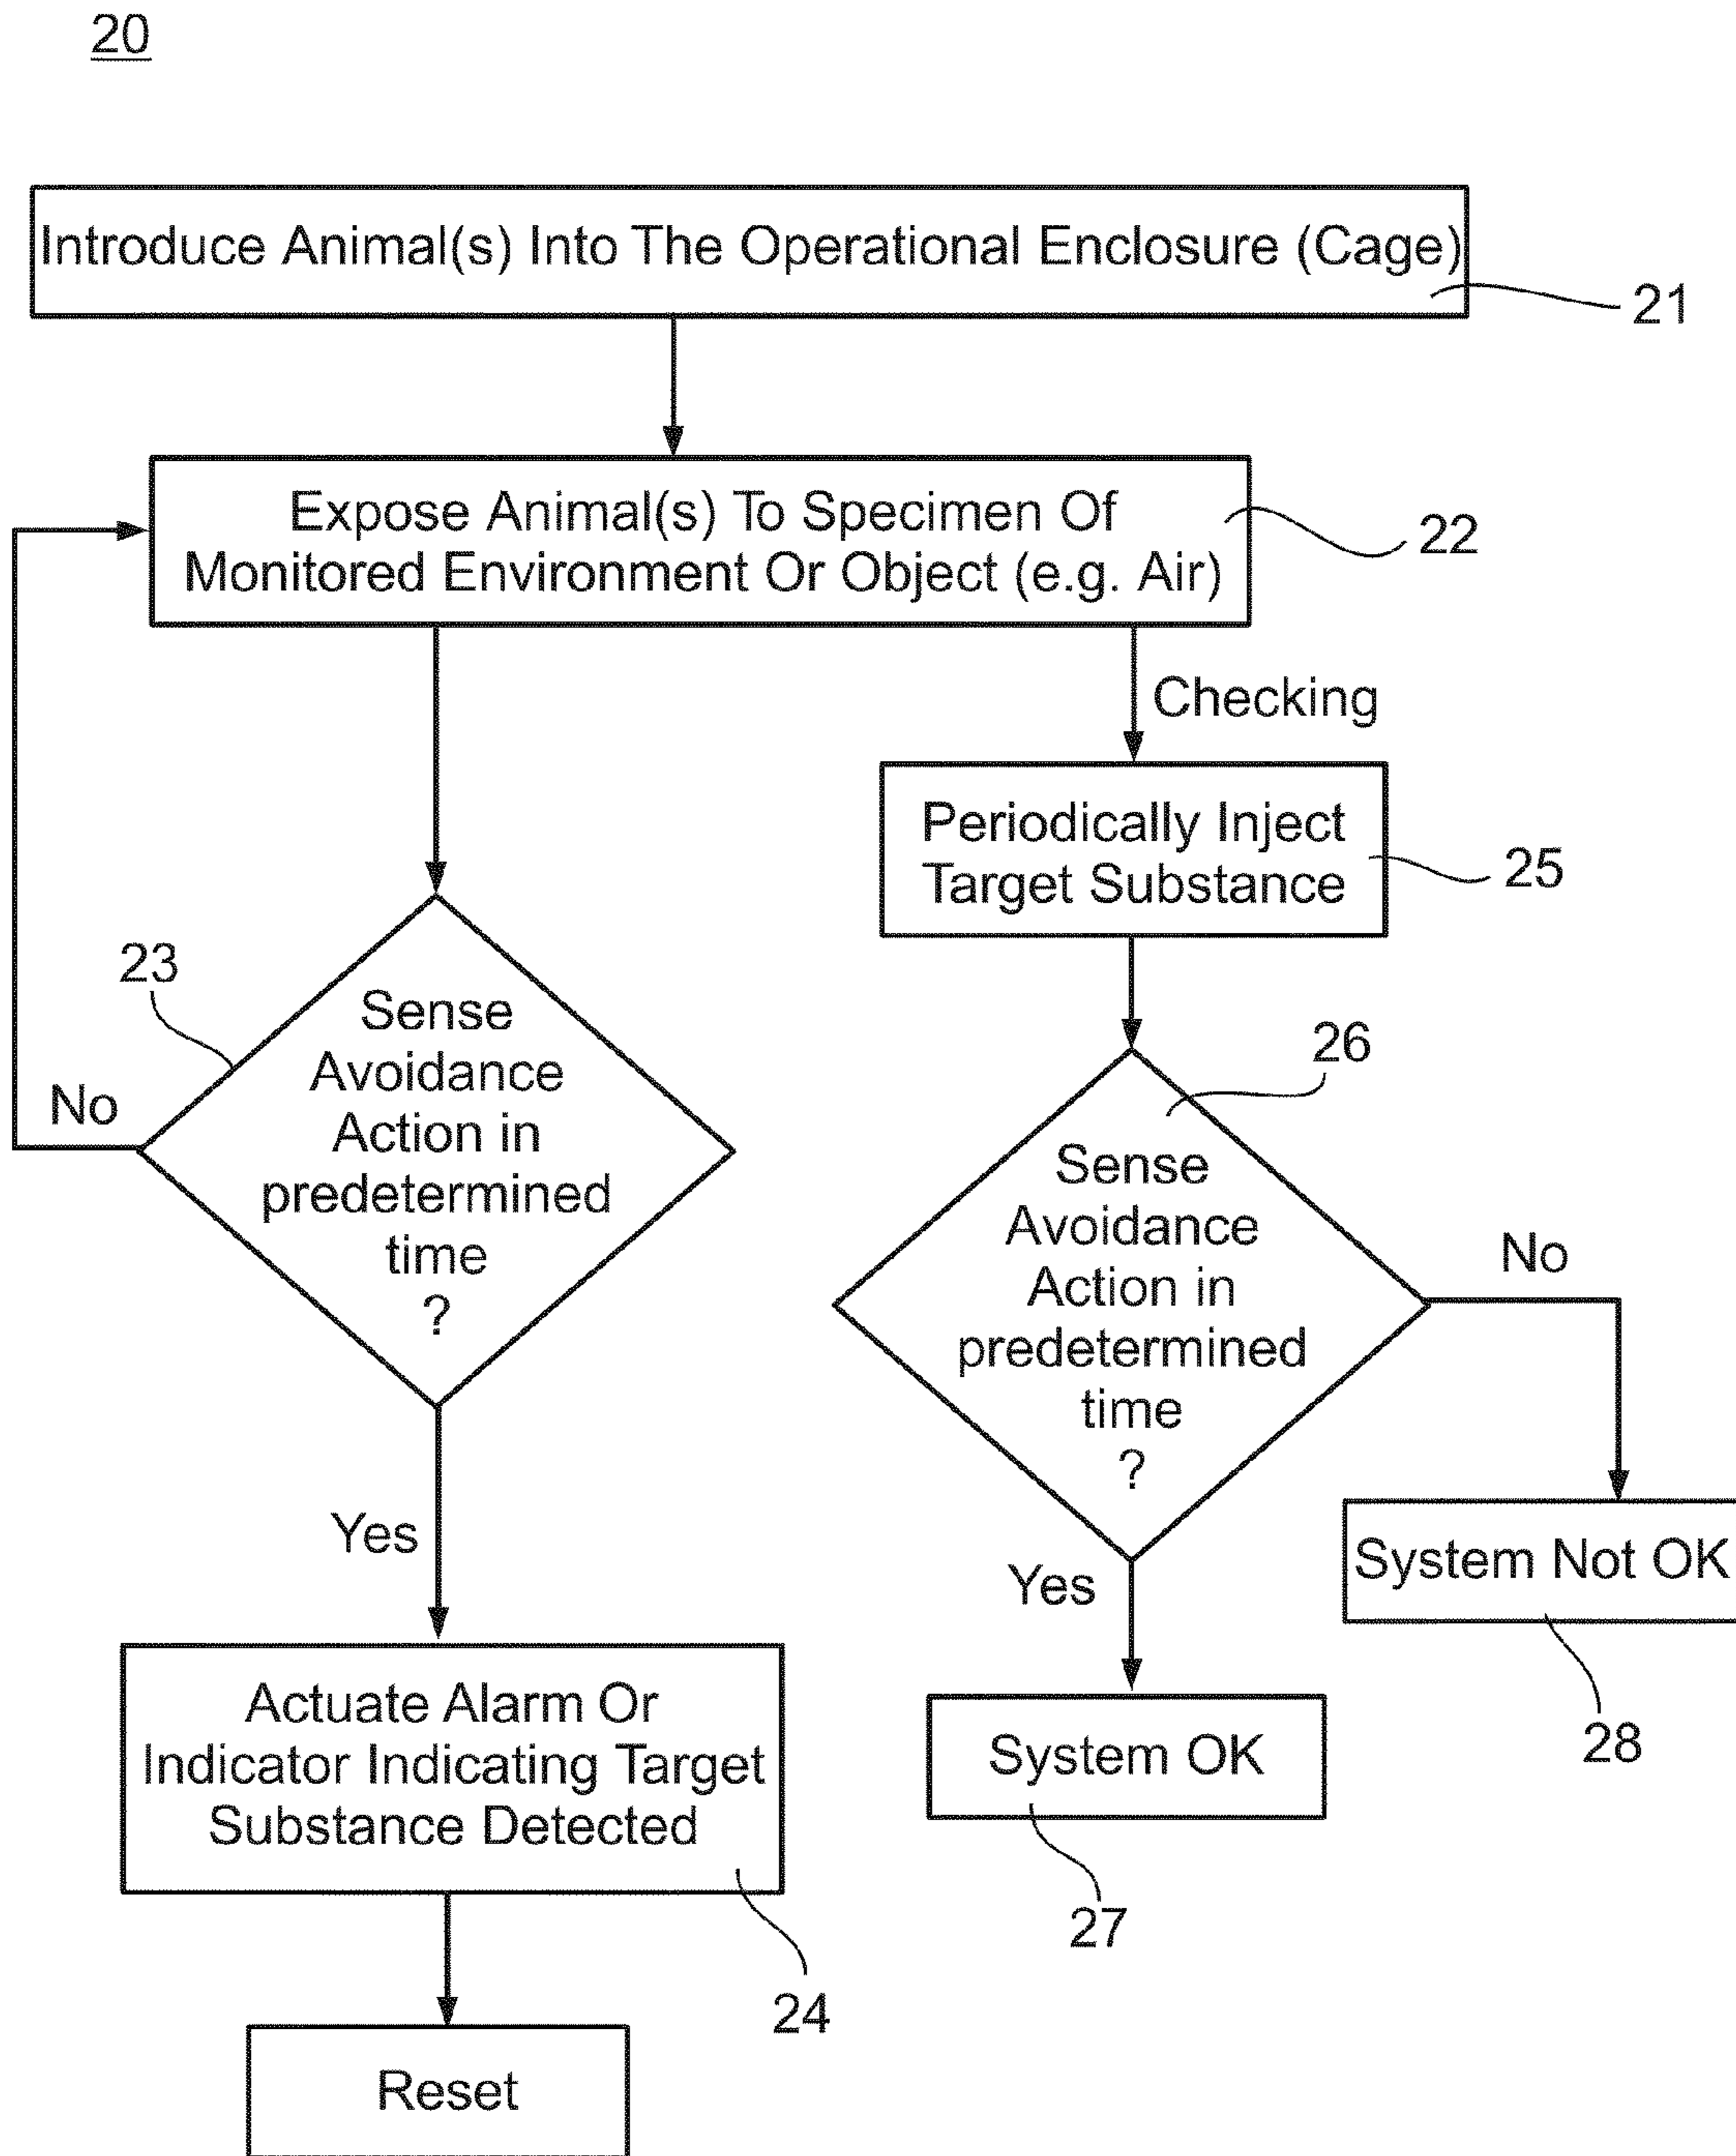 20
Introduce Animal(s) Into The Operational Enclosure (Cage)
21
Expose Animal(s) To Specimen Of
Monitored Environment Or Object (e.g. Air)
22
Checking
Periodically Inject
Target Substance
25
23
Sense
Avoidance
Action in
predetermined
time
?
No
26
Sense
Avoidance
Action in
predetermined
time
?
No
Yes
Yes
System Not OK
28
Actuate Alarm Or
Indicator Indicating Target
Substance Detected
24
System OK
27
Reset